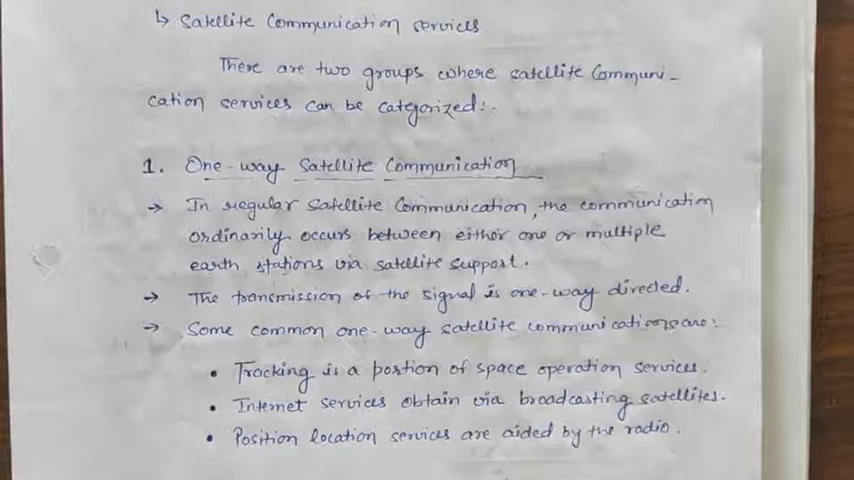 ↳ Satellite Communication services
There are two groups where satellite Communi-
cation services can be categorized:-
1. One-way Satellite Communication
→ In regular Satellite Communication, the communication
ordinarily occurs between either one or multiple
earth stations via satellite support.
→ The transmission of the signal is one-way directed.
→ Some common one-way satellite communications are:
• Tracking is a portion of space operation services.
• Internet services obtain via broadcasting satellites.
• Position location services are aided by the radio.